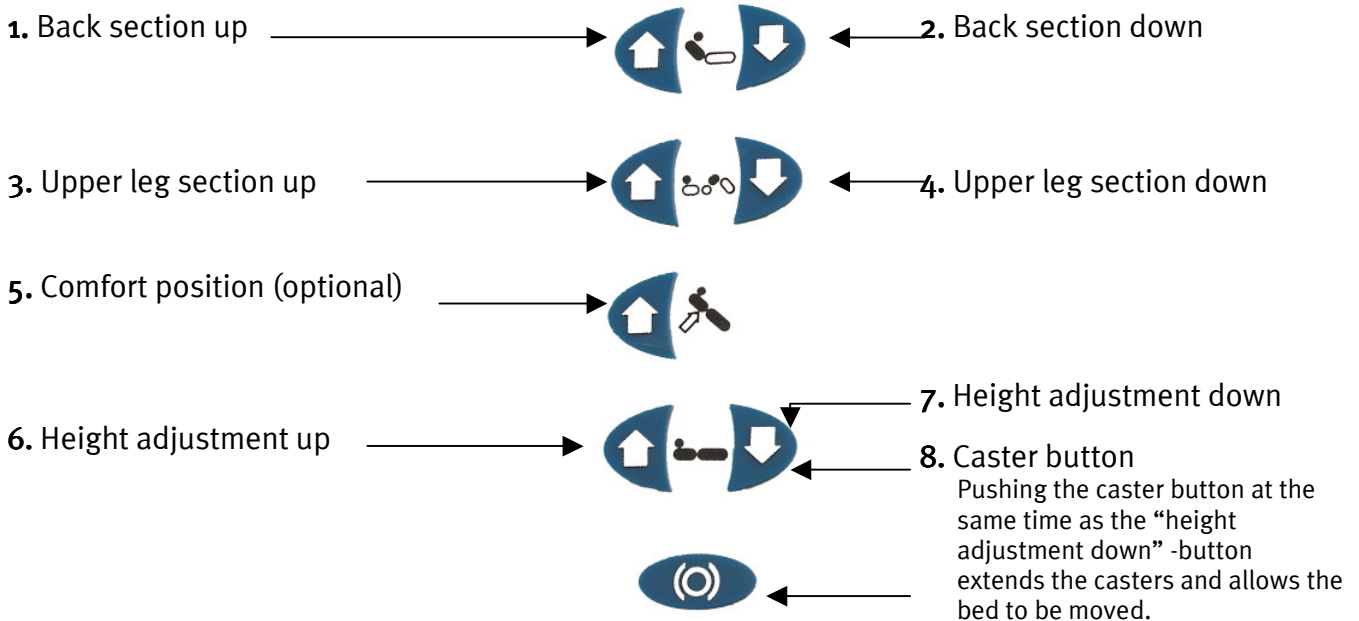 1. Back section up
2. Back section down
3. Upper leg section up
4. Upper leg section down
5. Comfort position (optional)
6. Height adjustment up
7. Height adjustment down
8. Caster button
Pushing the caster button at the
same time as the “height
adjustment down” -button
extends the casters and allows the
bed to be moved.